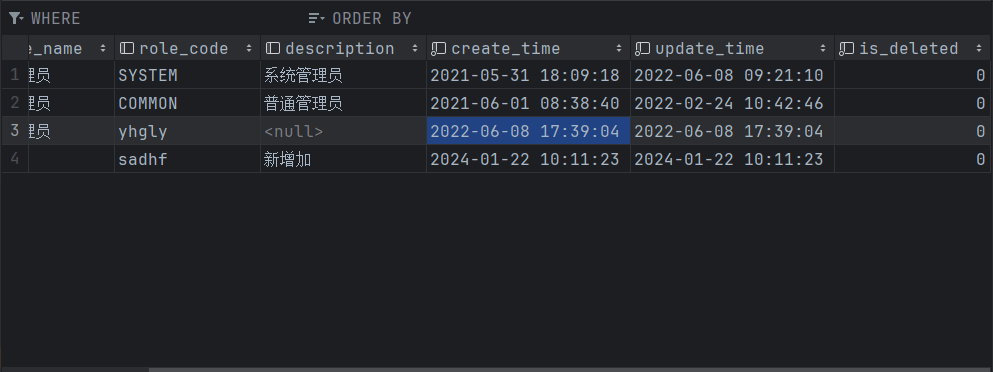 WHERE ORDER BY
e_name role_code description create_time update_time is_deleted
1 理员 SYSTEM 系统管理员 2021-05-31 18:09:18 2022-06-08 09:21:10 0
2 理员 COMMON 普通管理员 2021-06-01 08:38:40 2022-02-24 10:42:46 0
3 理员 yhgly <null> 2022-06-08 17:39:04 2022-06-08 17:39:04 0
4 sadhf 新增加 2024-01-22 10:11:23 2024-01-22 10:11:23 0